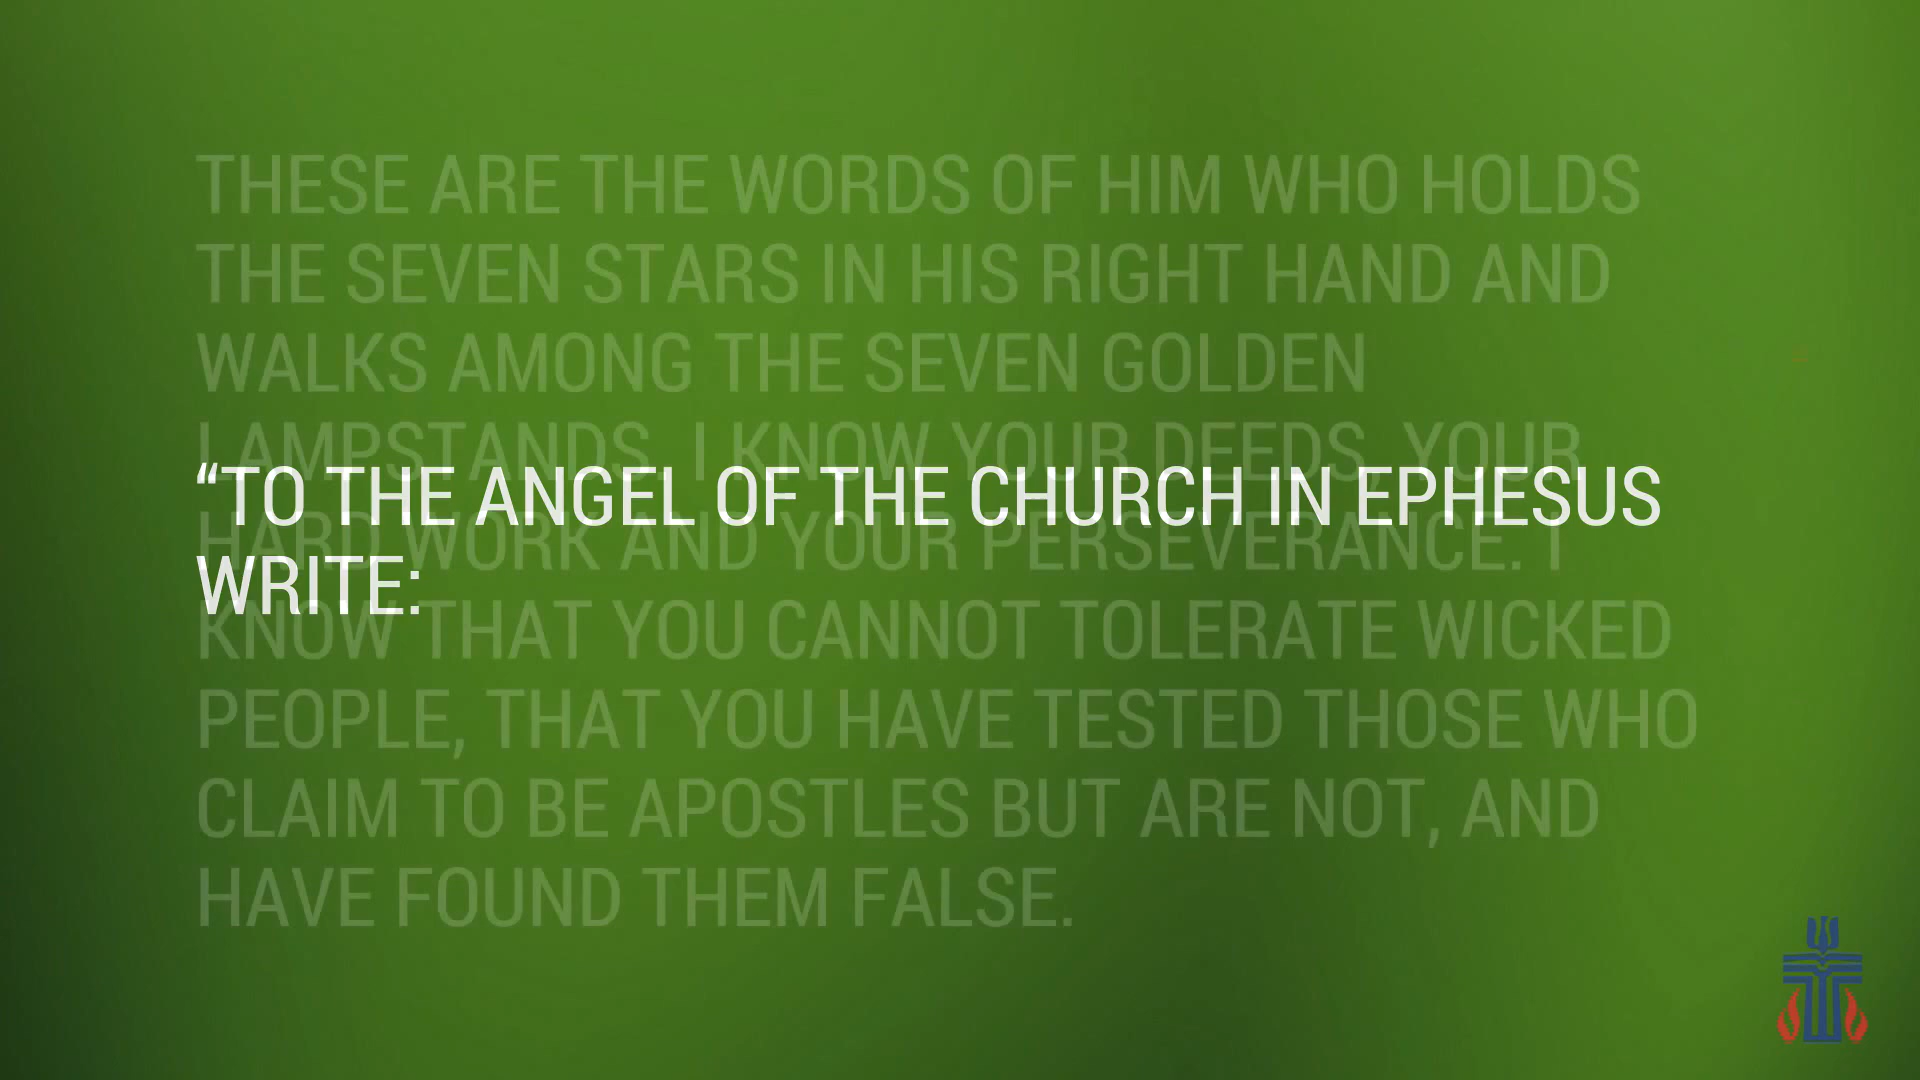 THESE ARE THE WORDS OF HIM WHO HOLDS
THE SEVEN STARS IN HIS RIGHT HAND AND
WALKS AMONG THE SEVEN GOLDEN
LAMPSTANDS. I KNOW YOUR DEEDS, YOUR
“TO THE ANGEL OF THE CHURCH IN EPHESUS
HARD WORK AND YOUR PERSEVERANCE. I
WRITE:
KNOW THAT YOU CANNOT TOLERATE WICKED
PEOPLE, THAT YOU HAVE TESTED THOSE WHO
CLAIM TO BE APOSTLES BUT ARE NOT, AND
HAVE FOUND THEM FALSE.